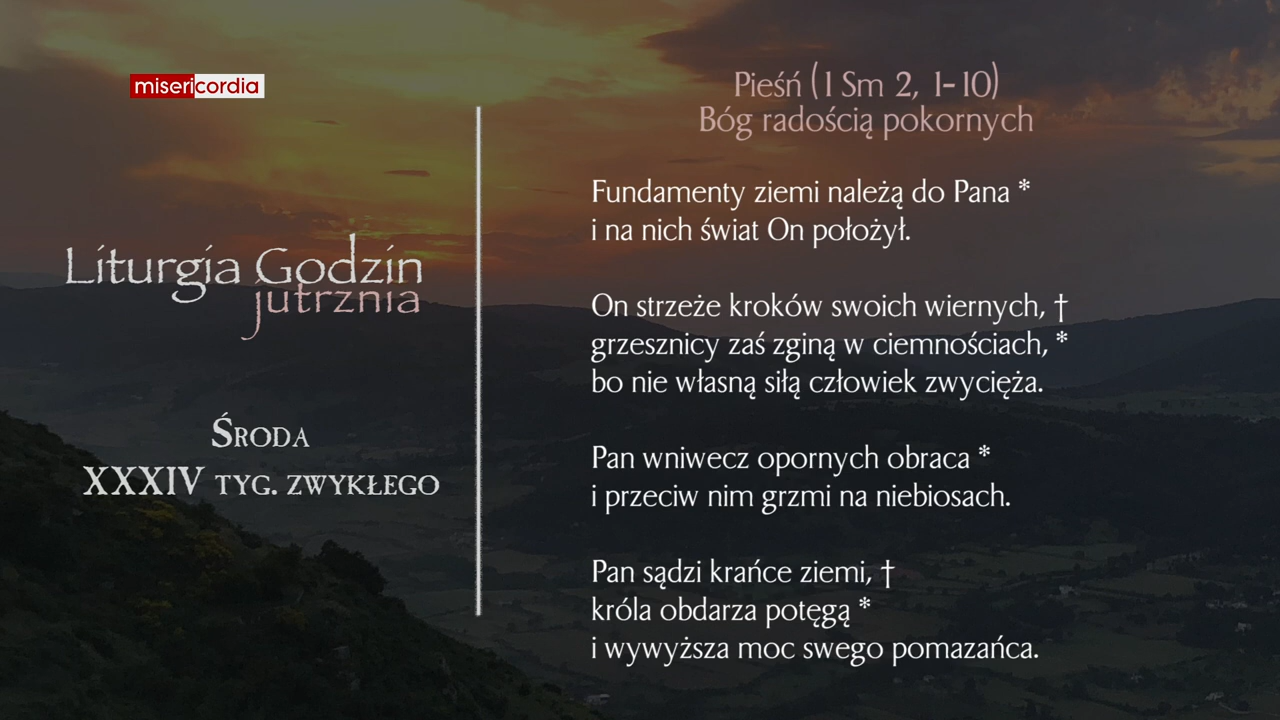 misericordia
Liturgia Godzin
jutrznia
Środa
XXXIV tyg. zwykłego
Pieśń (1 Sm 2, 1-10)
Bóg radością pokornych
Fundamenty ziemi należą do Pana *
i na nich świat On położył.
On strzeże kroków swoich wiernych, †
grzesznicy zaś zginą w ciemnościach, *
bo nie własną siłą człowiek zwycięża.
Pan wniwecz opornych obraca *
i przeciw nim grzmi na niebiosach.
Pan sądzi krańce ziemi, †
króla obdarza potęgą *
i wywyższa moc swego pomazańca.